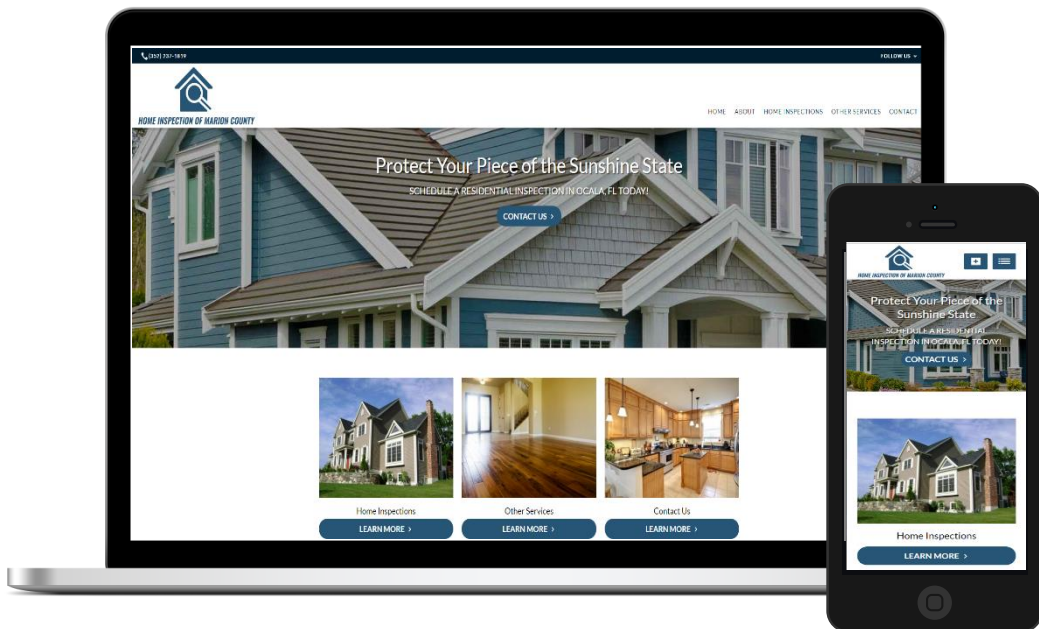 (352) 237-1819
FOLLOW US
HOME INSPECTION OF MARION COUNTY
HOME ABOUT HOME INSPECTIONS OTHER SERVICES CONTACT
Protect Your Piece of the Sunshine State
SCHEDULE A RESIDENTIAL INSPECTION IN OCALA, FL TODAY!
CONTACT US >
Home Inspections
Other Services
Contact Us
LEARN MORE >
LEARN MORE >
LEARN MORE >
HOME INSPECTION OF MARION COUNTY
Protect Your Piece of the
Sunshine State
SCHEDULE A RESIDENTIAL
INSPECTION IN OCALA, FL TODAY!
CONTACT US >
Home Inspections
LEARN MORE >